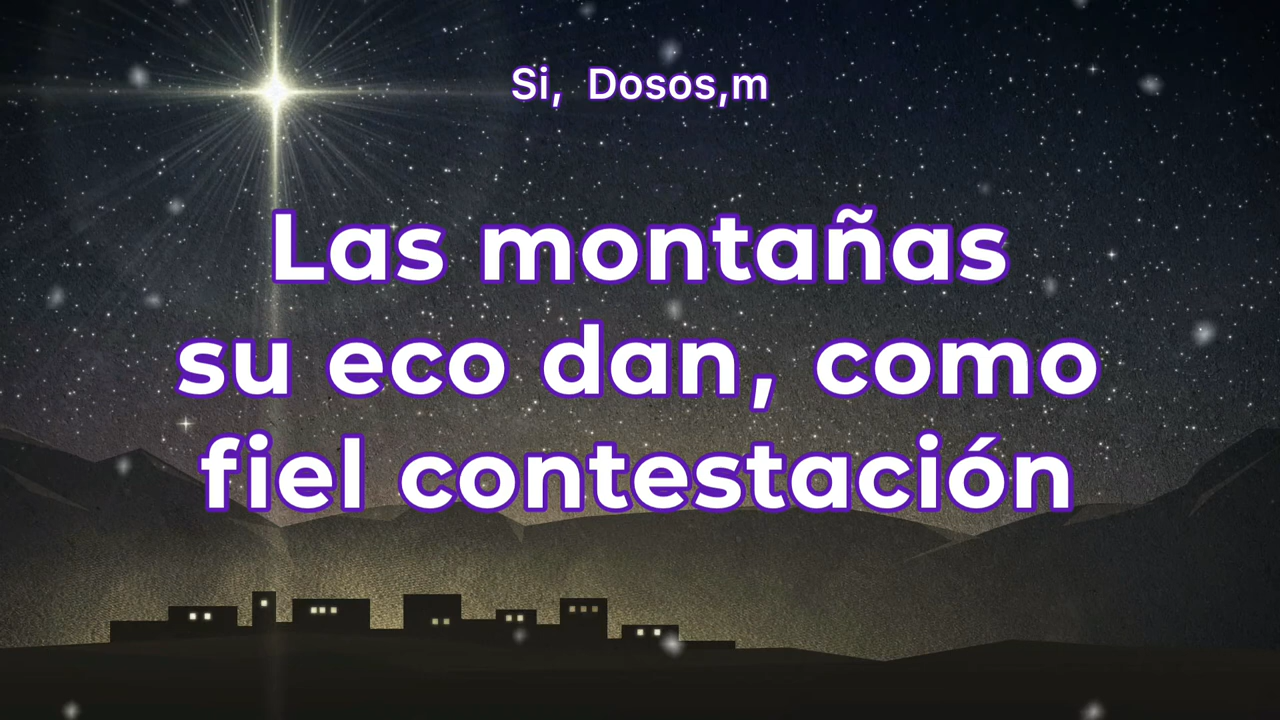 Si, Dosos,m
Las montañas
su eco dan, como
fiel contestación